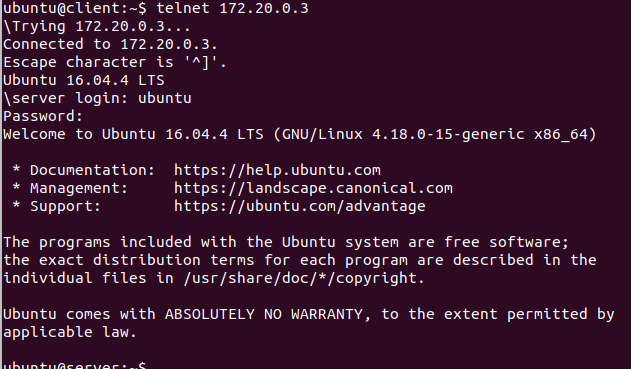 ubuntu@client:~$ telnet 172.20.0.3
\Trying 172.20.0.3...
Connected to 172.20.0.3.
Escape character is '^]'.
Ubuntu 16.04.4 LTS
\server login: ubuntu
Password:
Welcome to Ubuntu 16.04.4 LTS (GNU/Linux 4.18.0-15-generic x86_64)
* Documentation:  https://help.ubuntu.com
* Management:     https://landscape.canonical.com
* Support:        https://ubuntu.com/advantage
The programs included with the Ubuntu system are free software;
the exact distribution terms for each program are described in the
individual files in /usr/share/doc/*/copyright.
Ubuntu comes with ABSOLUTELY NO WARRANTY, to the extent permitted by
applicable law.
ubuntu@server:~$